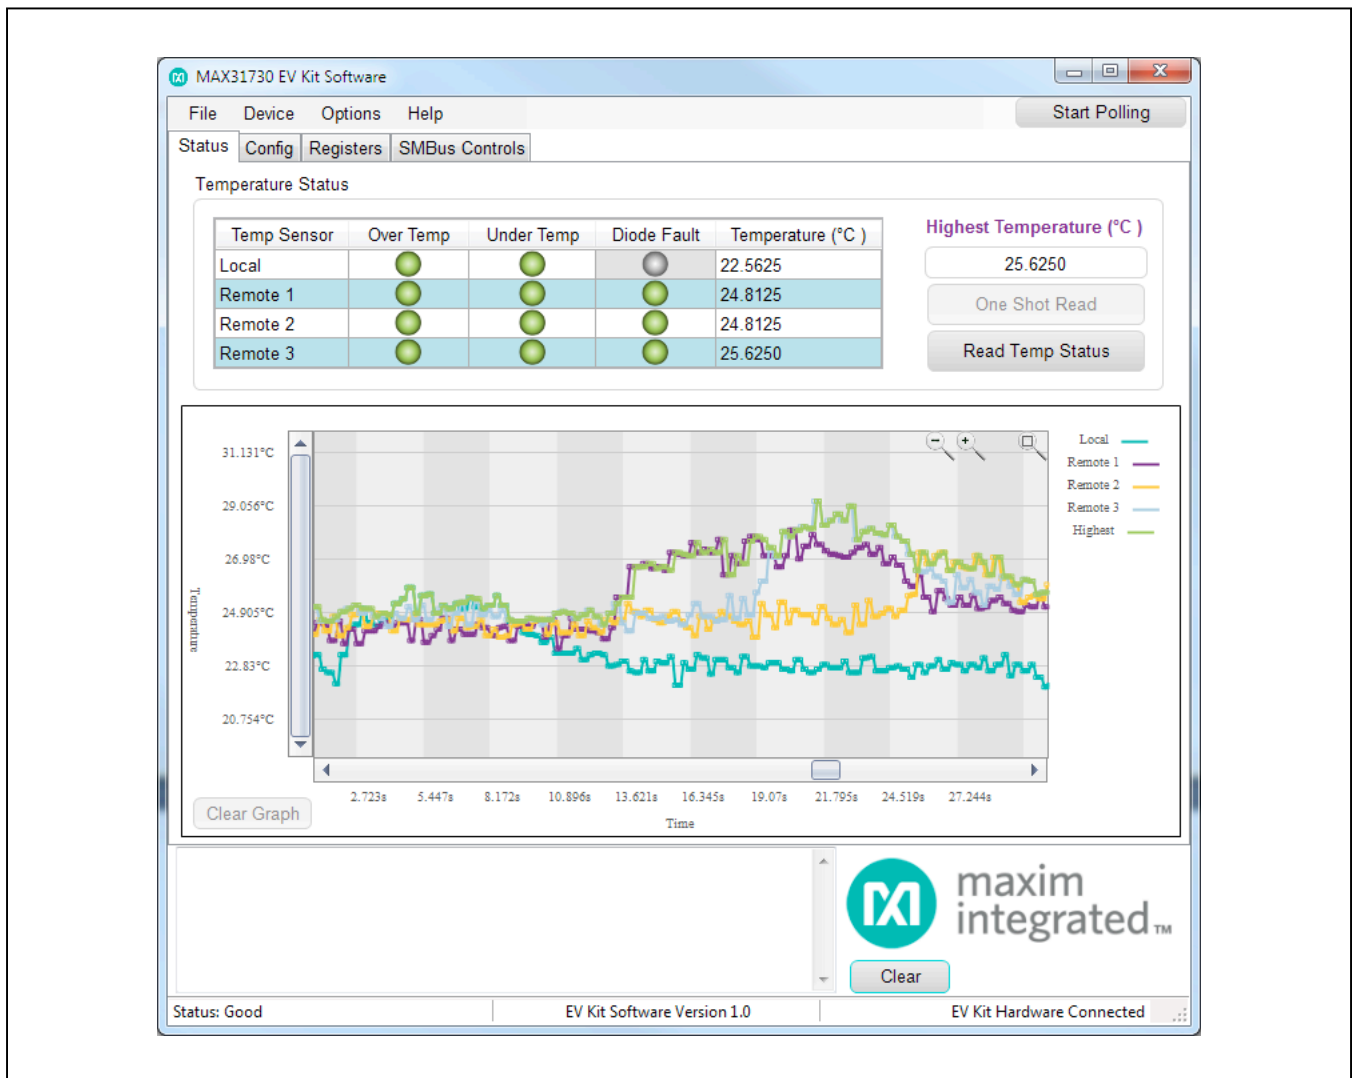 MAX31730 EV Kit Software
File Device Options Help Start Polling
Status Config Registers SMBus Controls
Temperature Status
Temp Sensor Over Temp Under Temp Diode Fault Temperature (°C )
Local 22.5625
Remote 1 24.8125
Remote 2 24.8125
Remote 3 25.6250
Highest Temperature (°C )
25.6250
One Shot Read
Read Temp Status
31.131°C
29.056°C
26.98°C
24.905°C
22.83°C
20.754°C
Temperature
Local
Remote 1
Remote 2
Remote 3
Highest
2.723s 5.447s 8.172s 10.896s 13.621s 16.345s 19.07s 21.795s 24.519s 27.244s
Time
Clear Graph
maxim
integrated™
Clear
Status: Good EV Kit Software Version 1.0 EV Kit Hardware Connected